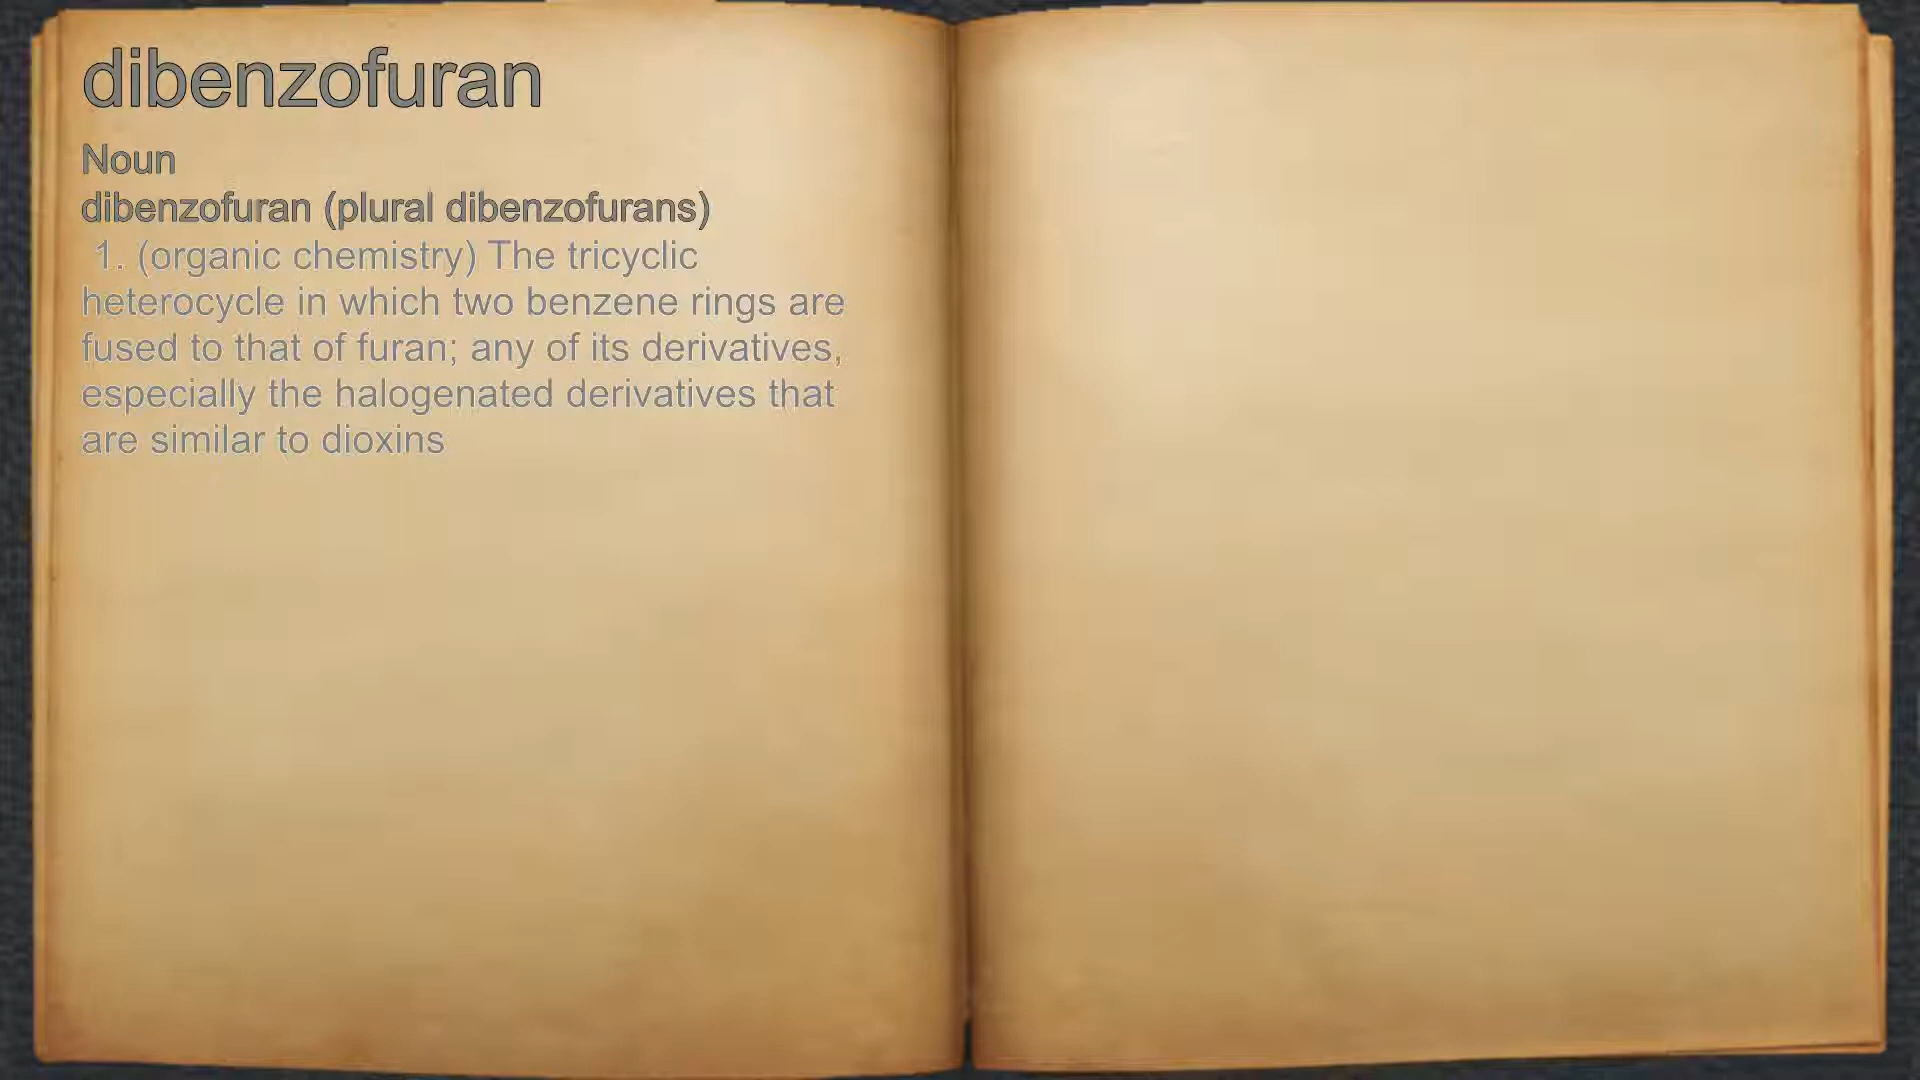 dibenzofuran
Noun
dibenzofuran (plural dibenzofurans)
1. (organic chemistry) The tricyclic
heterocycle in which two benzene rings are
fused to that of furan; any of its derivatives,
especially the halogenated derivatives that
are similar to dioxins